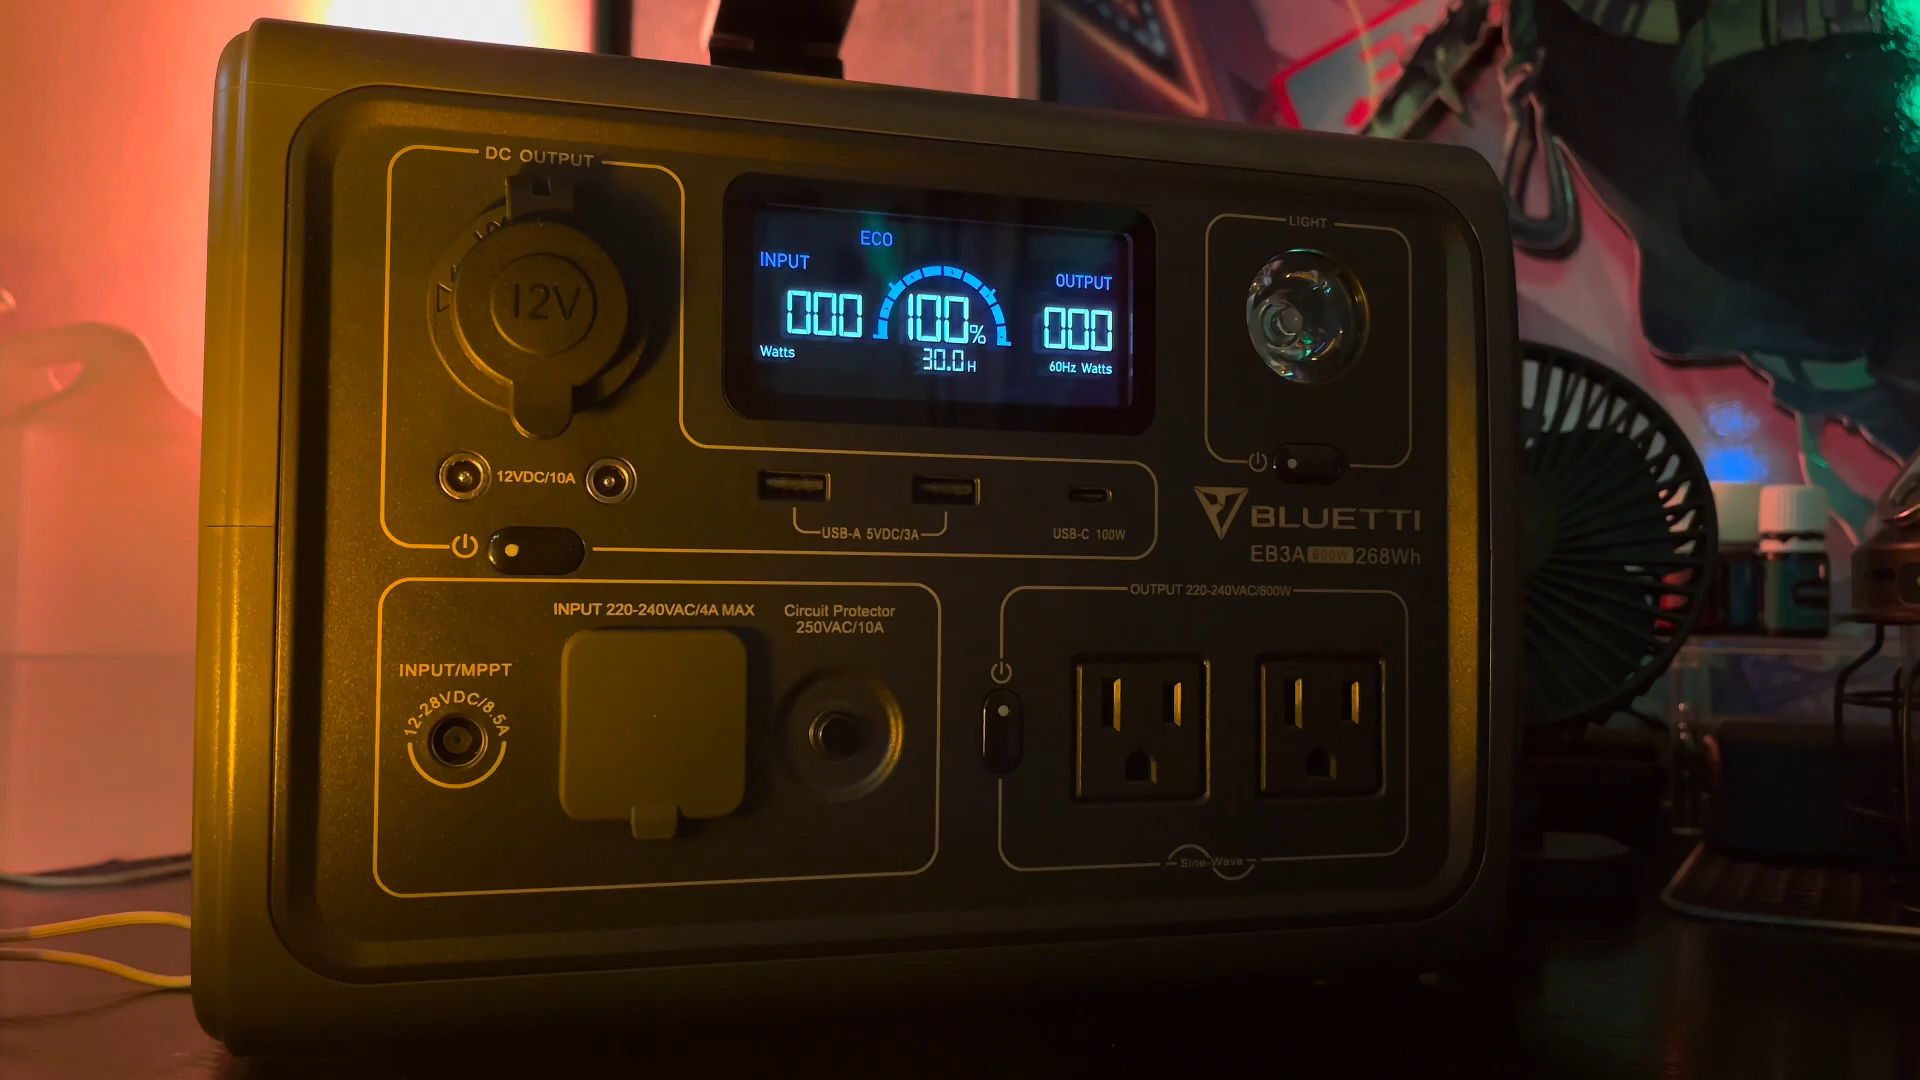 DC OUTPUT
12V
12VDC/10A
ECO
INPUT
000
Watts
100%
30.0H
OUTPUT
000
60Hz Watts
USB-A 5VDC/3A
USB-C 100W
LIGHT
BLUETTI
EB3A 600W 268Wh
INPUT 220-240VAC/4A MAX
Circuit Protector
250VAC/10A
INPUT/MPPT
12-28VDC/8.5A
OUTPUT 220-240VAC/600W
Sine-Wave